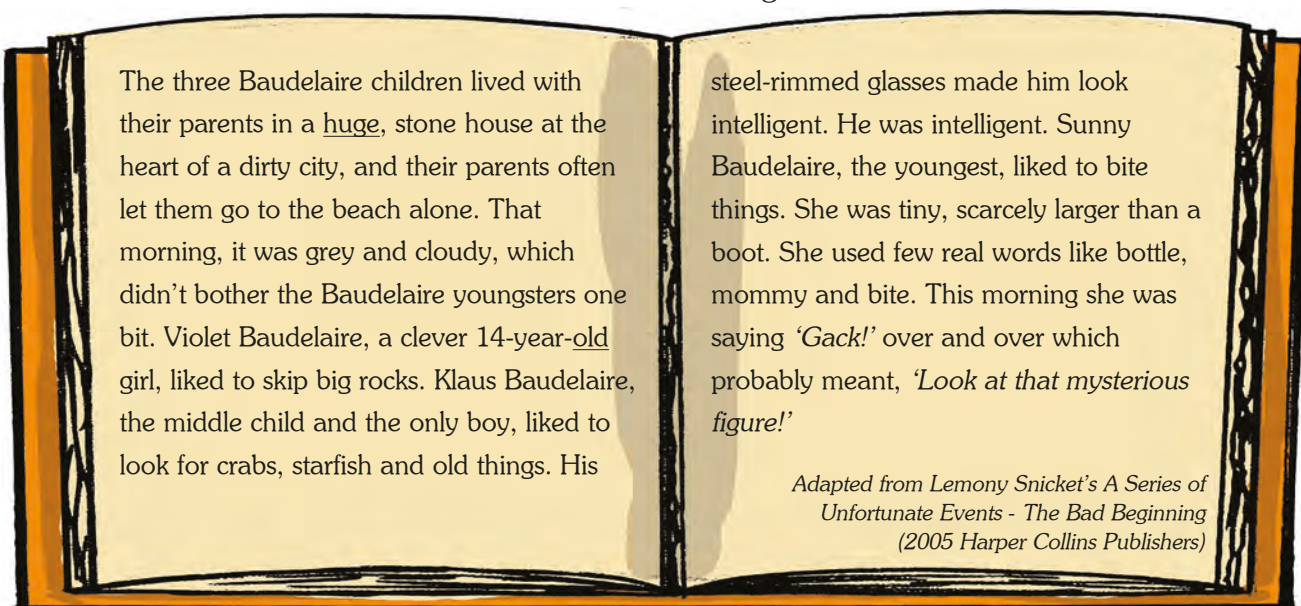 The three Baudelaire children lived with
their parents in a huge, stone house at the
heart of a dirty city, and their parents often
let them go to the beach alone. That
morning, it was grey and cloudy, which
didn't bother the Baudelaire youngsters one
bit. Violet Baudelaire, a clever 14-year-old
girl, liked to skip big rocks. Klaus Baudelaire,
the middle child and the only boy, liked to
look for crabs, starfish and old things. His
steel-rimmed glasses made him look
intelligent. He was intelligent. Sunny
Baudelaire, the youngest, liked to bite
things. She was tiny, scarcely larger than a
boot. She used few real words like bottle,
mommy and bite. This morning she was
saying ‘Gack!’ over and over which
probably meant, ‘Look at that mysterious
figure!’
Adapted from Lemony Snicket's A Series of
Unfortunate Events - The Bad Beginning
(2005 Harper Collins Publishers)